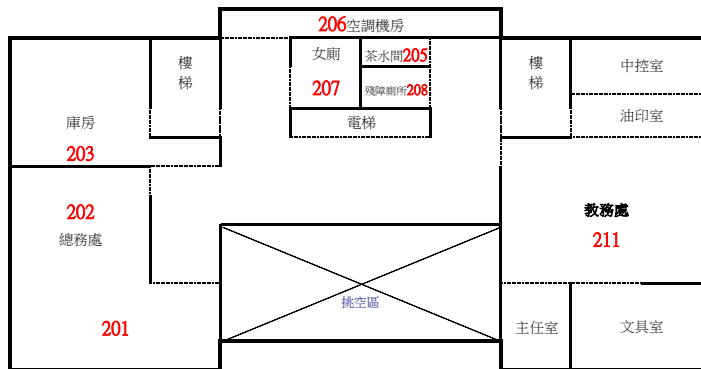 206空調機房
女廁
207
茶水間205
殘障廁所208
電梯
樓梯
庫房
203
202
總務處
201
挑空區
樓梯
中控室
油印室
教務處
211
主任室
文具室